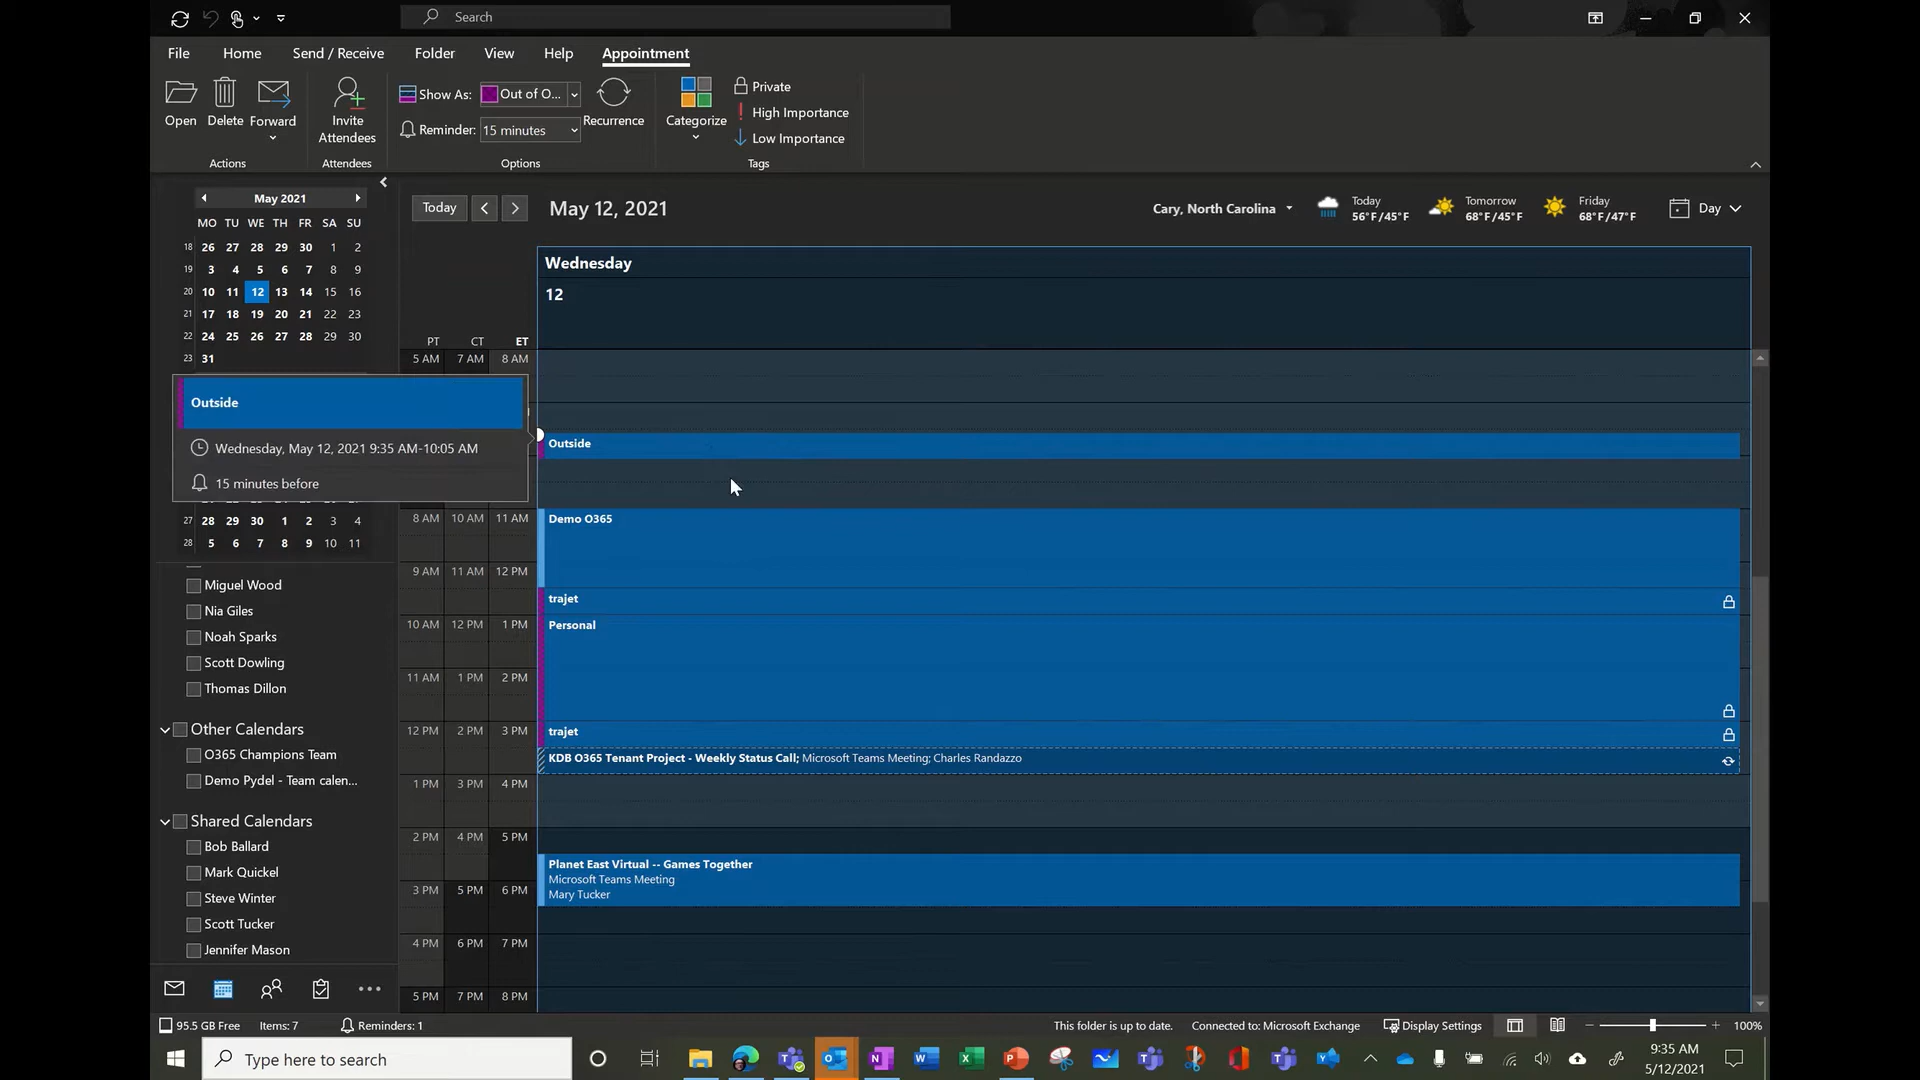 Search
File Home Send / Receive Folder View Help Appointment
Open Delete Forward
Invite
Attendees
Show As: Out of O...
Reminder: 15 minutes
Recurrence
Categorize
Private
High Importance
Low Importance
Actions Attendees Options Tags
May 2021
MO TU WE TH FR SA SU
18 26 27 28 29 30 1 2
19 3 4 5 6 7 8 9
20 10 11 12 13 14 15 16
21 17 18 19 20 21 22 23
22 24 25 26 27 28 29 30
23 31
Outside
Wednesday, May 12, 2021 9:35 AM-10:05 AM
15 minutes before
27 28 29 30 1 2 3 4
28 5 6 7 8 9 10 11
Miguel Wood
Nia Giles
Noah Sparks
Scott Dowling
Thomas Dillon
Other Calendars
O365 Champions Team
Demo Pydel - Team calen...
Shared Calendars
Bob Ballard
Mark Quickel
Steve Winter
Scott Tucker
Jennifer Mason
Today May 12, 2021
Cary, North Carolina
Today
56°F/45°F
Tomorrow
68°F/45°F
Friday
68°F/47°F
Day
Wednesday
12
PT CT ET
5 AM 7 AM 8 AM
Outside
8 AM 10 AM 11 AM
Demo O365
9 AM 11 AM 12 PM
trajet
10 AM 12 PM 1 PM
Personal
11 AM 1 PM 2 PM
12 PM 2 PM 3 PM
trajet
KDB O365 Tenant Project - Weekly Status Call; Microsoft Teams Meeting; Charles Randazzo
1 PM 3 PM 4 PM
2 PM 4 PM 5 PM
Planet East Virtual -- Games Together
Microsoft Teams Meeting
Mary Tucker
3 PM 5 PM 6 PM
4 PM 6 PM 7 PM
5 PM 7 PM 8 PM
95.5 GB Free Items: 7 Reminders: 1
This folder is up to date. Connected to: Microsoft Exchange Display Settings 100%
Type here to search
9:35 AM
5/12/2021